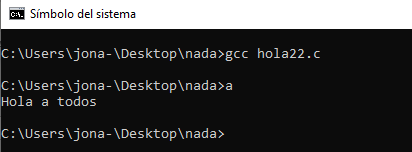 Símbolo del sistema
C:\Users\jona-\Desktop\nada>gcc hola22.c
C:\Users\jona-\Desktop\nada>a
Hola a todos
C:\Users\jona-\Desktop\nada>